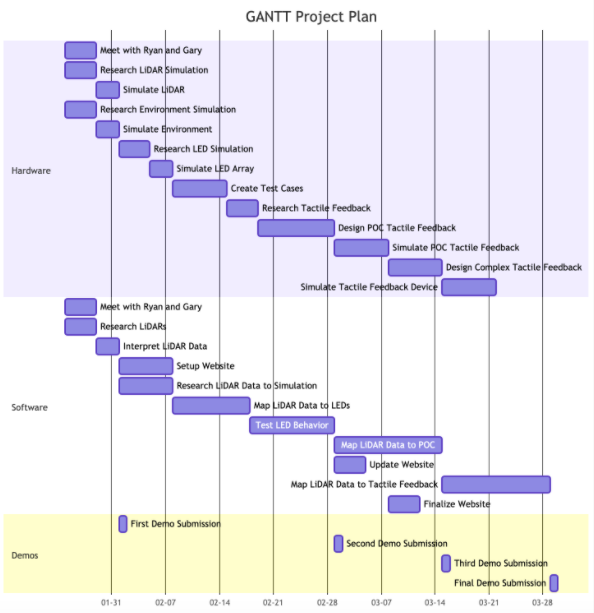 GANTT Project Plan
Meet with Ryan and Gary
Research LiDAR Simulation
Simulate LiDAR
Research Environment Simulation
Simulate Environment
Research LED Simulation
Hardware
Simulate LED Array
Create Test Cases
Research Tactile Feedback
Design POC Tactile Feedback
Simulate POC Tactile Feedback
Design Complex Tactile Feedback
Simulate Tactile Feedback Device
Meet with Ryan and Gary
Research LiDARs
Interpret LiDAR Data
Setup Website
Research LiDAR Data to Simulation
Software
Map LiDAR Data to LEDs
Test LED Behavior
Map LiDAR Data to POC
Update Website
Map LiDAR Data to Tactile Feedback
Finalize Website
First Demo Submission
Second Demo Submission
Demos
Third Demo Submission
Final Demo Submission
01-31 02-07 02-14 02-21 02-28 03-07 03-14 03-21 03-28